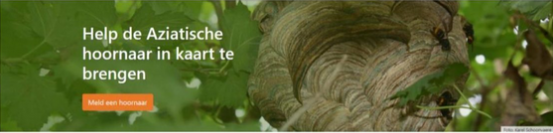 Help de Aziatische
hoornaar in kaart te
brengen
Meld een hoornaar